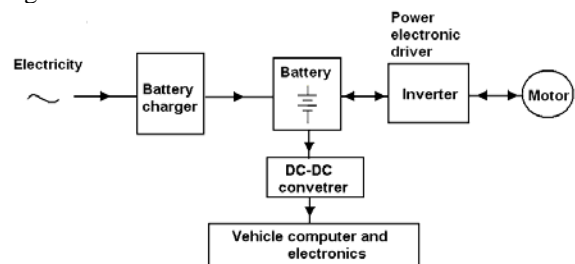 Power
electronic
driver
Electricity
Battery
charger
Battery
Inverter
Motor
DC-DC
convetrer
Vehicle computer and
electronics